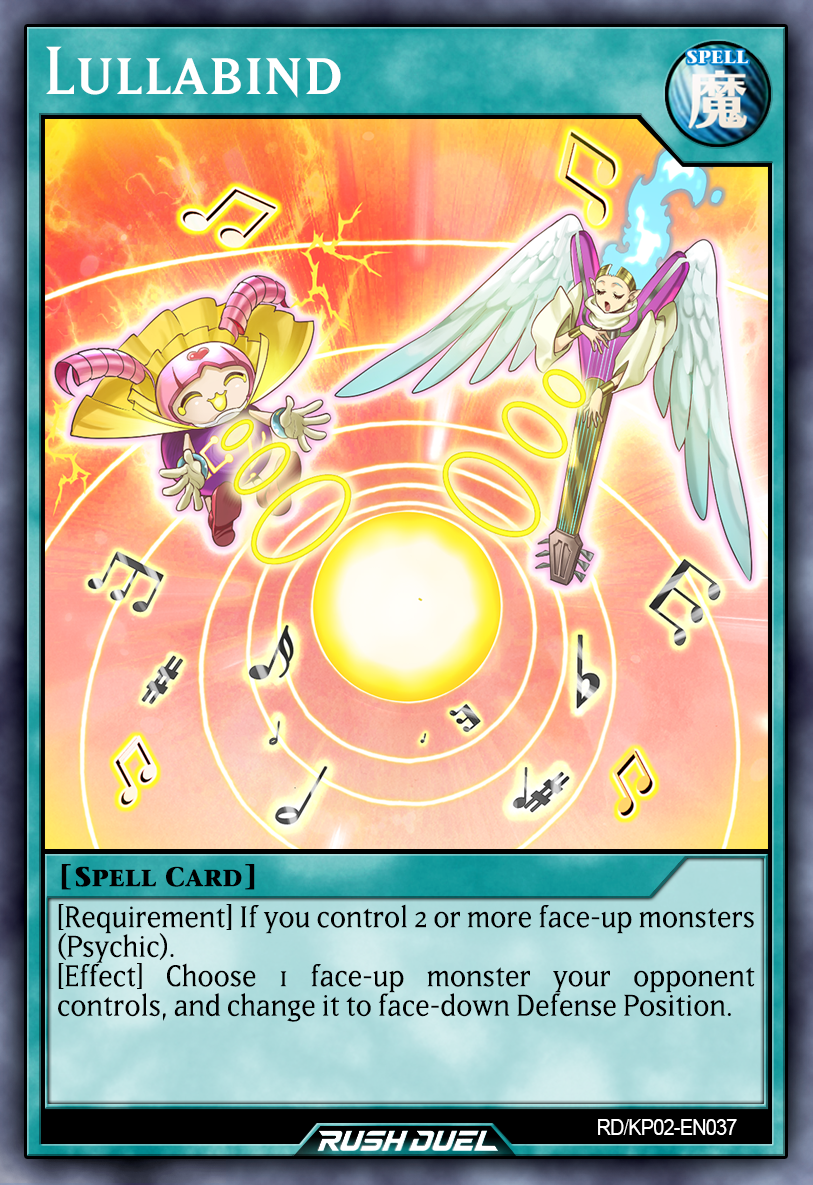 Lullabind
SPELL
魔
[Spell Card]
[Requirement] If you control 2 or more face-up monsters
(Psychic).
[Effect] Choose 1 face-up monster your opponent
controls, and change it to face-down Defense Position.
RD/KP02-EN037
RUSH DUEL